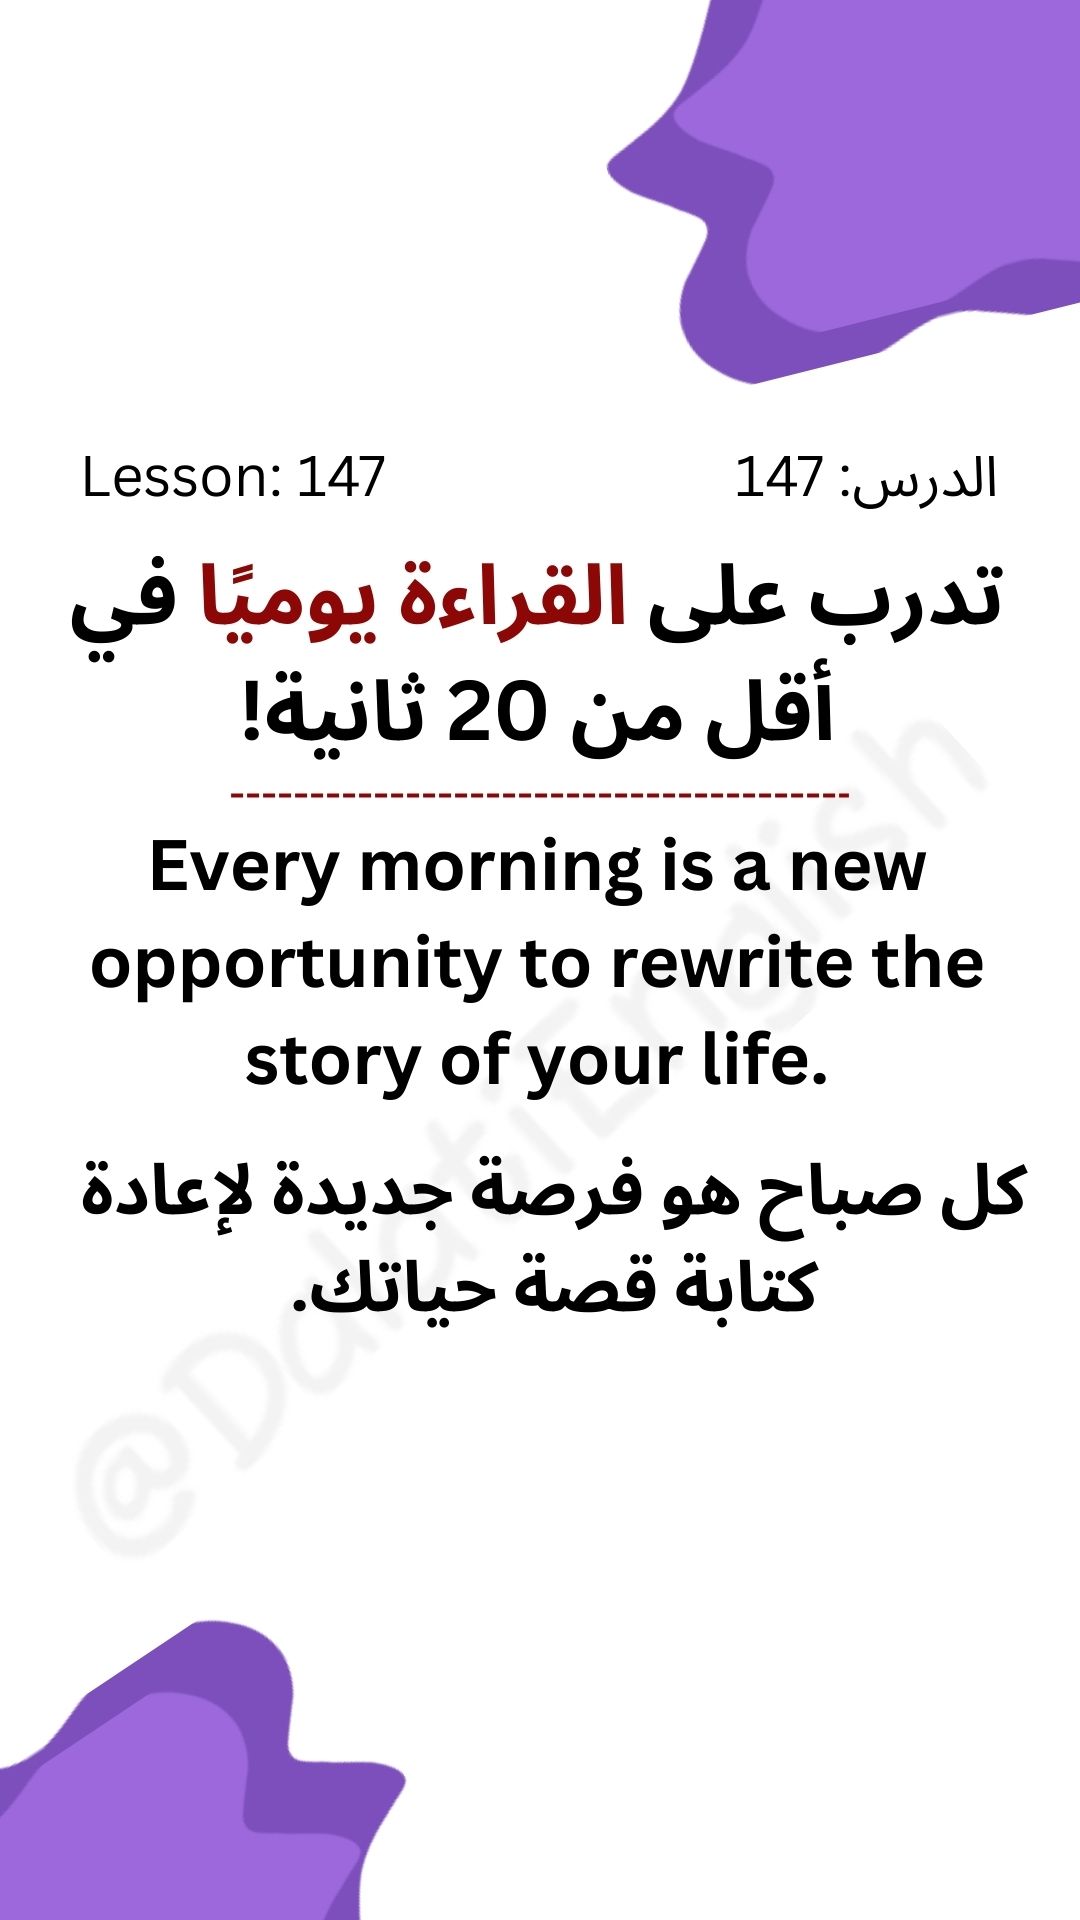 Lesson: 147
الدرس: 147
تدرب على القراءة يوميًا في
أقل من 20 ثانية!
---------------------------------------
Every morning is a new
opportunity to rewrite the
story of your life.
كل صباح هو فرصة جديدة لإعادة
كتابة قصة حياتك.
@DadatiEnglish